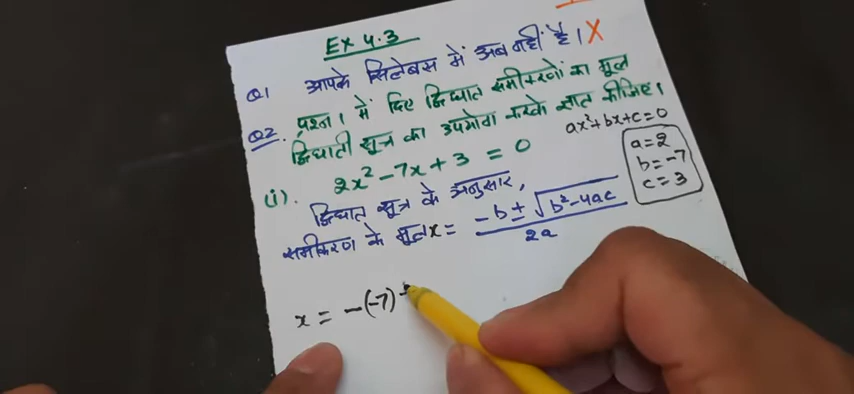 Ex 4.3
Q1 आपके सिलेबस में अब नहीं है। X
Q2. प्रश्न 1 में दिए द्विघात समीकरणों का मूल
द्विघाती सूत्र का उपयोग करके ज्ञात कीजिए।
ax²+bx+c=0
(i). 2x² - 7x + 3 = 0
a=2
b=-7
c=3
द्विघात सूत्र के अनुसार,
समीकरण के मूल x = -b ± √b²-4ac / 2a
x = -(-7)